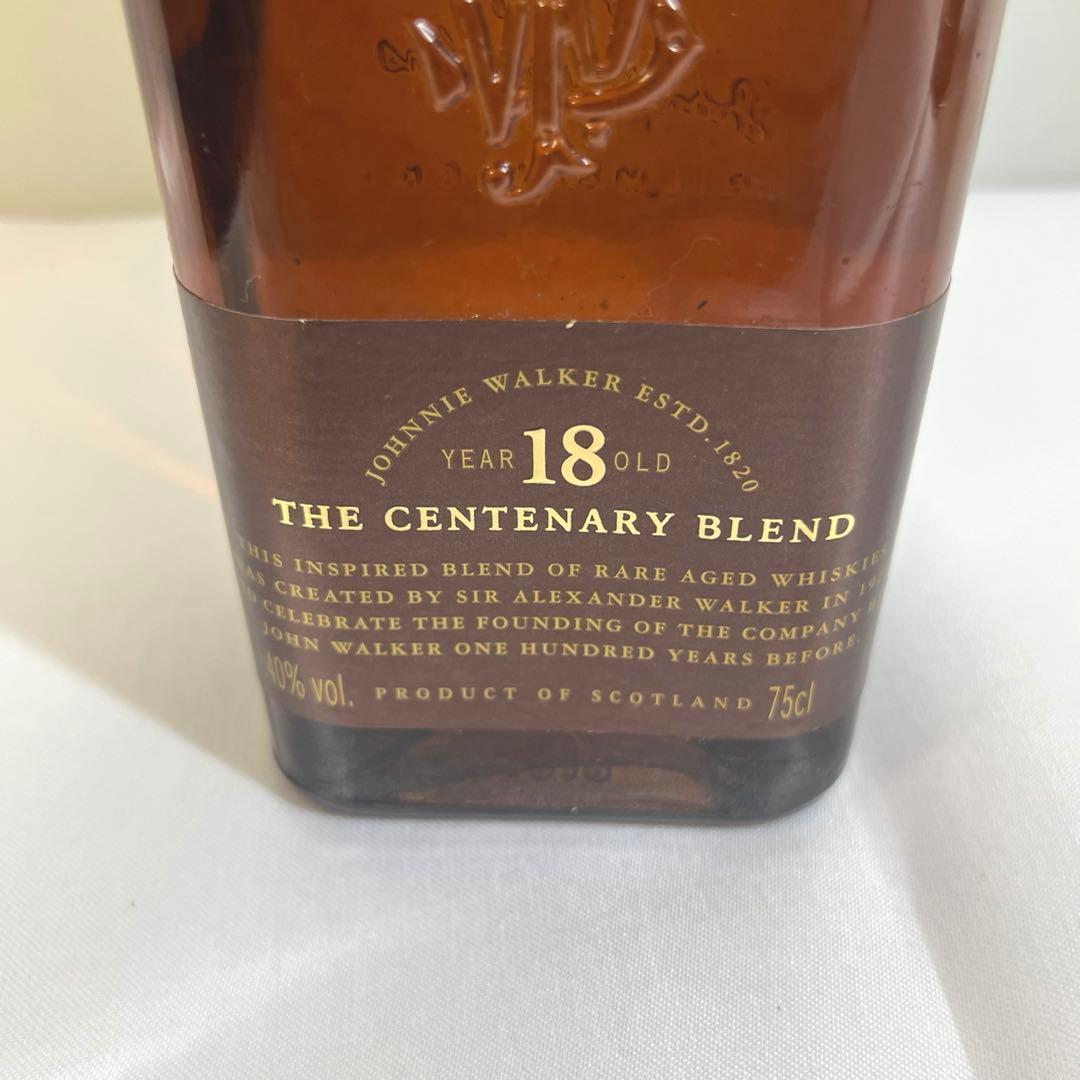 JOHNNIE WALKER ESTD. 1820
YEAR 18 OLD
THE CENTENARY BLEND
THIS INSPIRED BLEND OF RARE AGED WHISKIES
CREATED BY SIR ALEXANDER WALKER IN
CELEBRATE THE FOUNDING OF THE COMPANY
JOHN WALKER ONE HUNDRED YEARS BEFORE.
40% vol. PRODUCT OF SCOTLAND 75cl